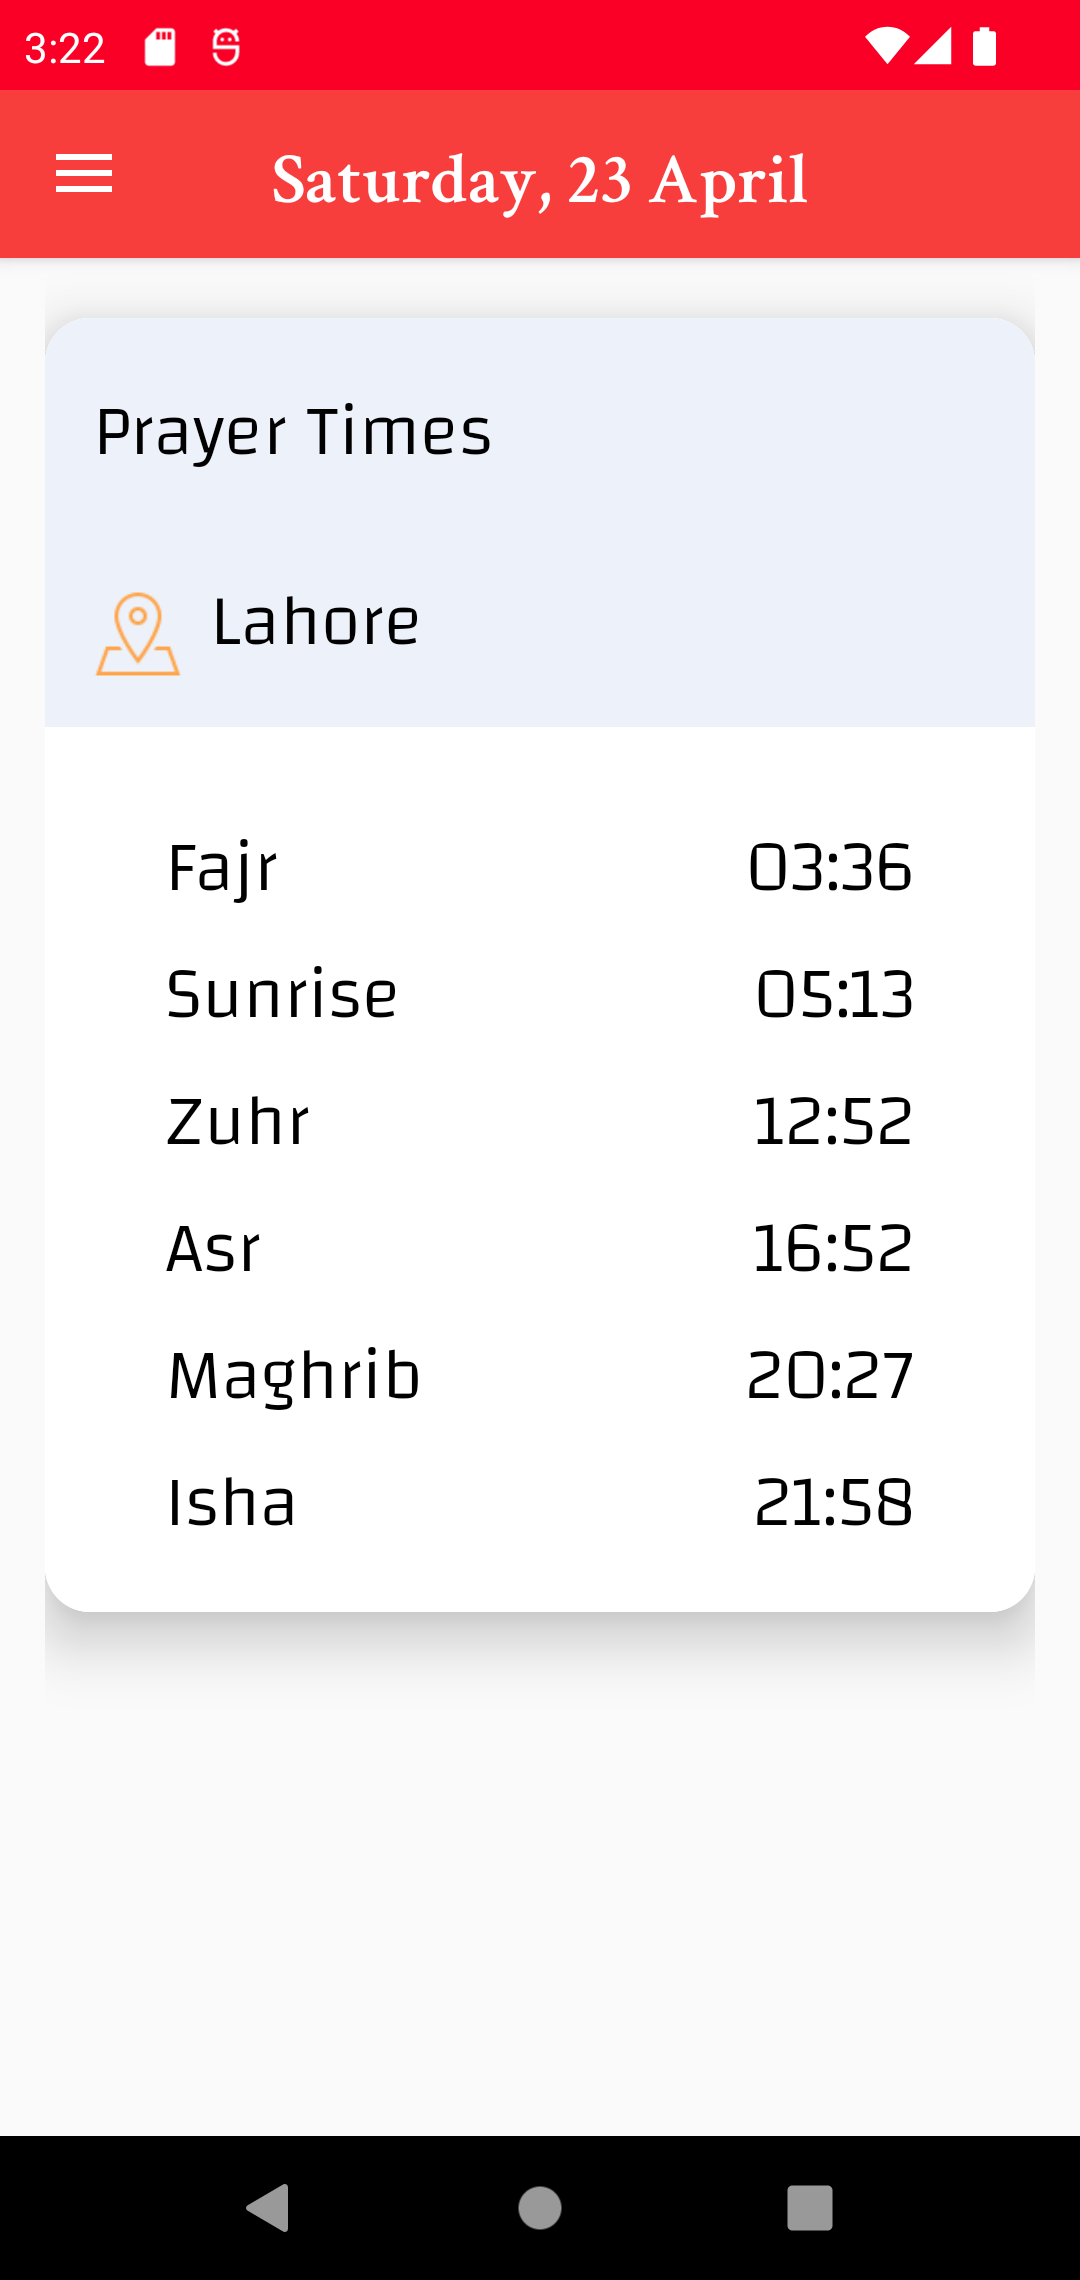 3:22
Saturday, 23 April
Prayer Times
Lahore
Fajr 03:36
Sunrise 05:13
Zuhr 12:52
Asr 16:52
Maghrib 20:27
Isha 21:58